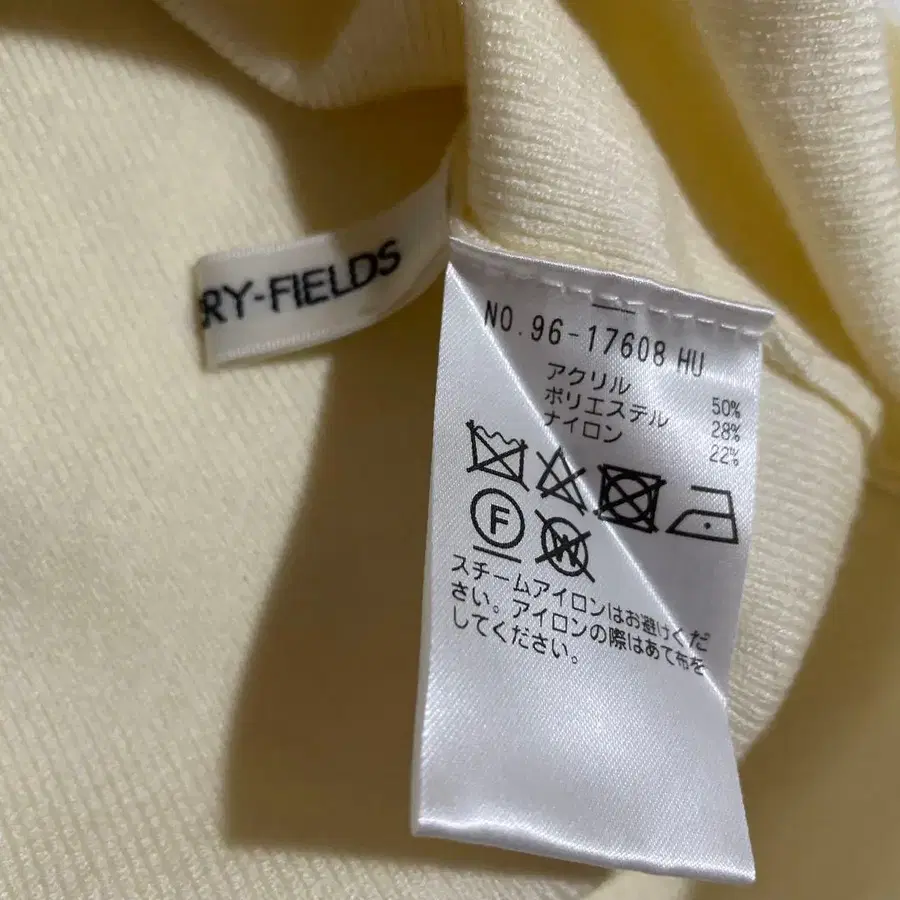 RY-FIELDS
NO.96-17608 HU
アクリル 50%
ポリエステル 28%
ナイロン 22%
F
W
スチームアイロンはお避けくだ
さい。アイロンの際はあて布を
してください。